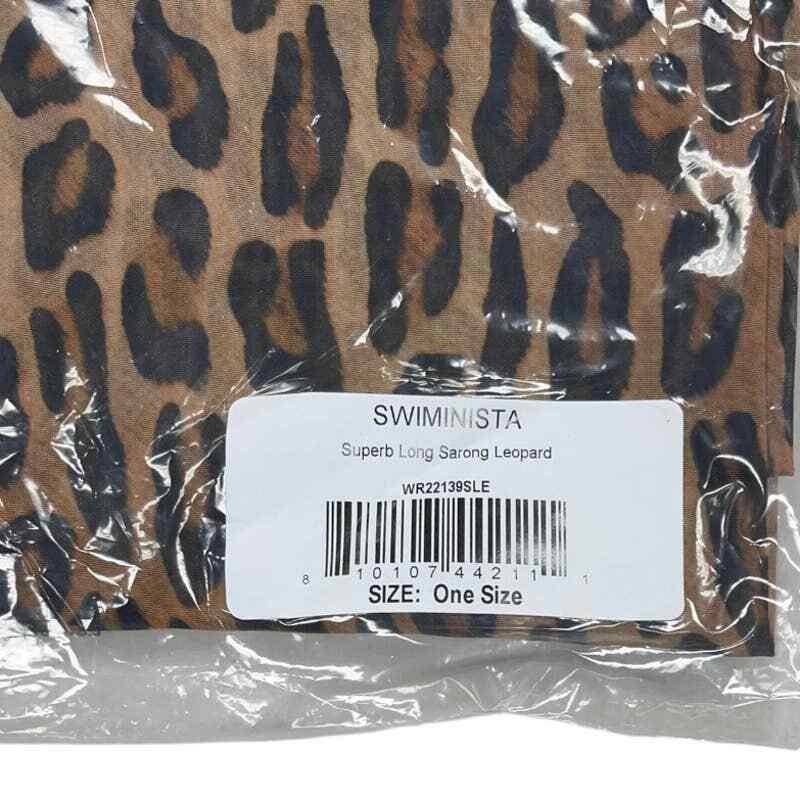 SWIMINISTA
Superb Long Sarong Leopard
WR22139SLE
8 10107 44211 1
SIZE: One Size